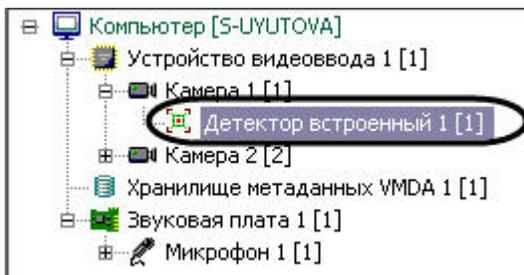 Компьютер [S-UYUTOVA]
Устройство видеоввода 1 [1]
Камера 1 [1]
Детектор встроенный 1 [1]
Камера 2 [2]
Хранилище метаданных VMDA 1 [1]
Звуковая плата 1 [1]
Микрофон 1 [1]